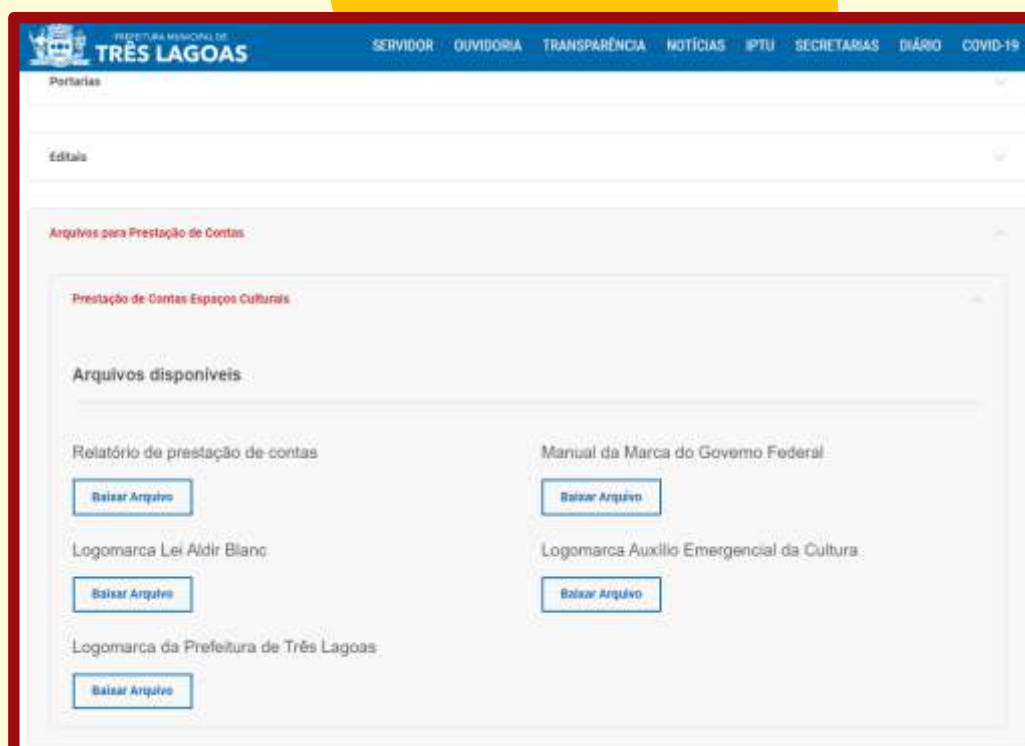 PREFEITURA MUNICIPAL DE
TRÊS LAGOAS
SERVIDOR OUVIDORIA TRANSPARÊNCIA NOTÍCIAS IPTU SECRETARIAS DIÁRIO COVID-19
Portarias
Editais
Arquivos para Prestação de Contas
Prestação de Contas Espaços Culturais
Arquivos disponíveis
Relatório de prestação de contas
Manual da Marca do Governo Federal
Baixar Arquivo
Baixar Arquivo
Logomarca Lei Aldir Blanc
Logomarca Auxílio Emergencial da Cultura
Baixar Arquivo
Baixar Arquivo
Logomarca da Prefeitura de Três Lagoas
Baixar Arquivo